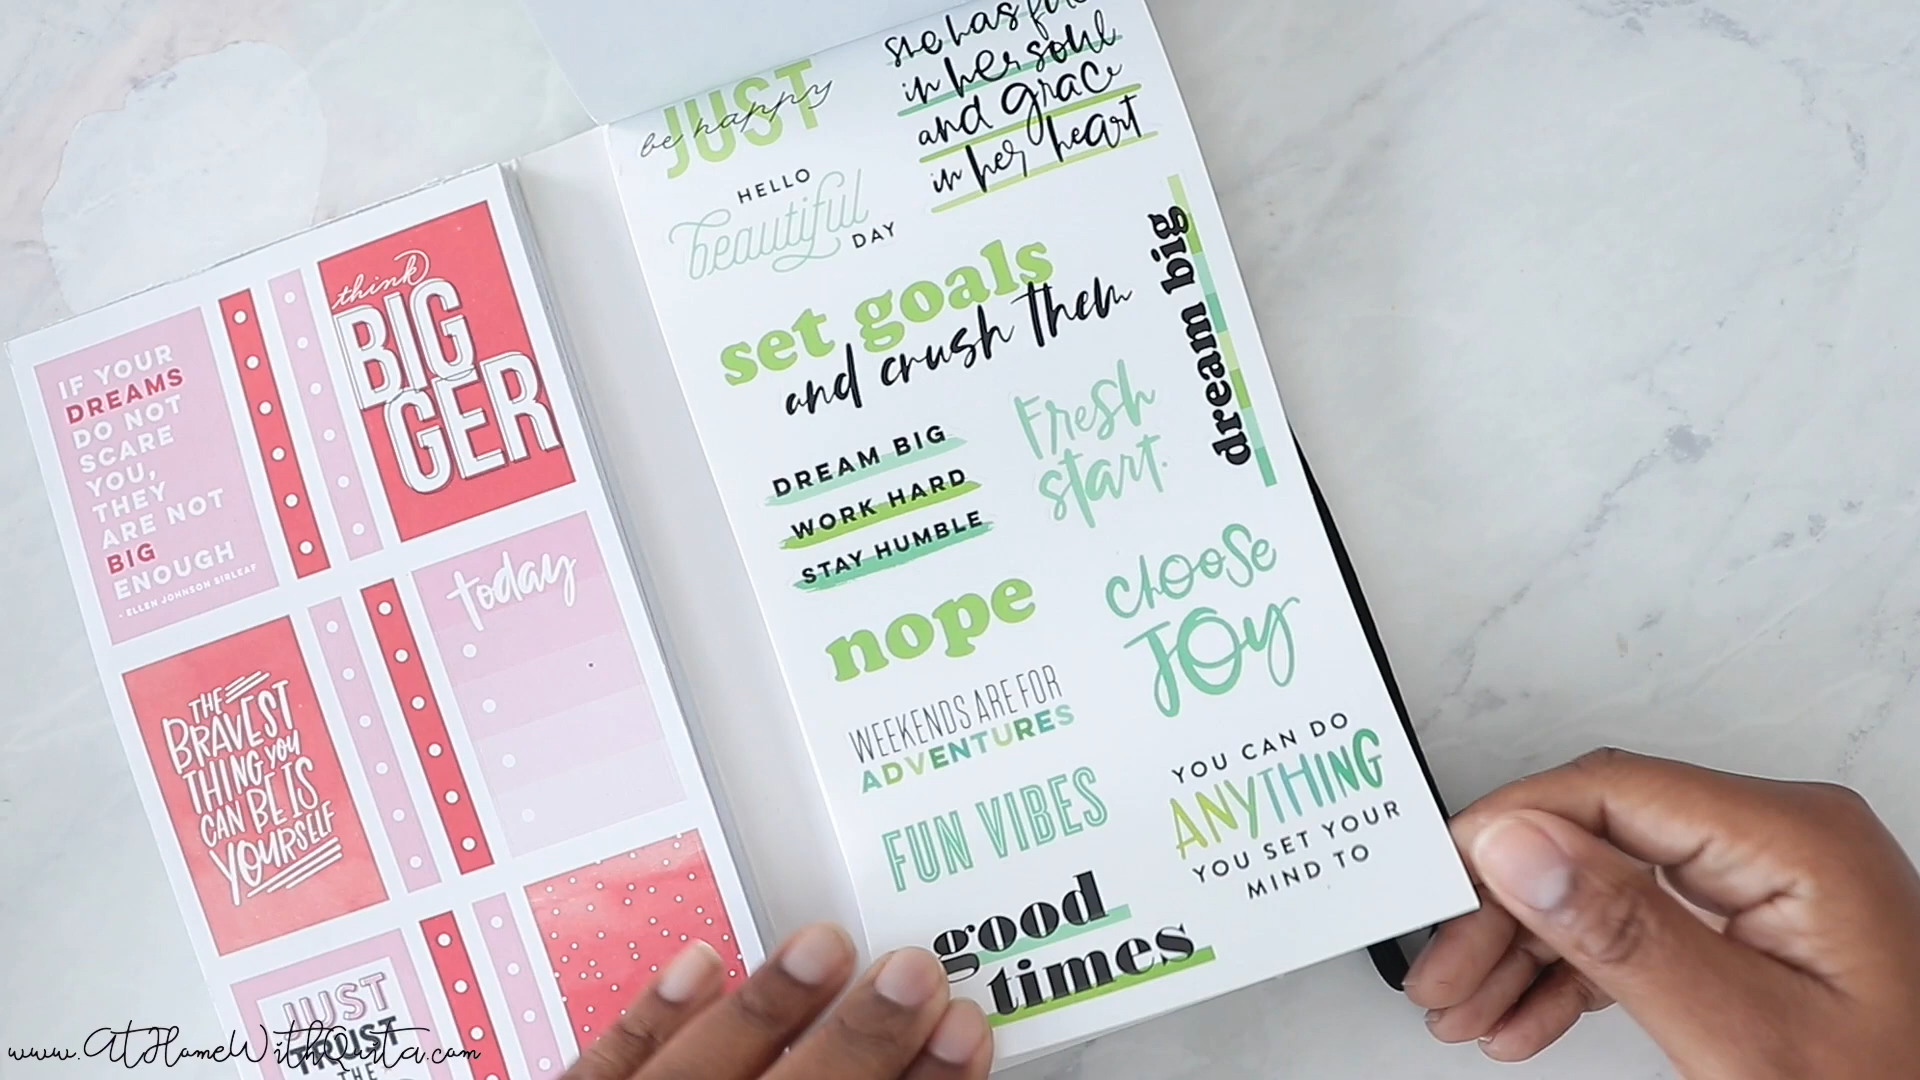 IF YOUR
DREAMS
DO NOT
SCARE
YOU,
THEY
ARE NOT
BIG
ENOUGH
- ELLEN JOHNSON SIRLEAF
think
BIG
GER
THE
BRAVEST
THING you
CAN BE IS
YOURSELF
today
JUST
TRUST
THE
JUST
be happy
she has
in her soul
and grace
in her heart
HELLO
beautiful
DAY
set goals
and crush them
dream big
DREAM BIG
WORK HARD
STAY HUMBLE
Fresh
start.
nope
choose
JOy
WEEKENDS ARE FOR
ADVENTURES
FUN VIBES
YOU CAN DO
ANYTHING
YOU SET YOUR
MIND TO
good
times
www.AtHomeWithQuita.com